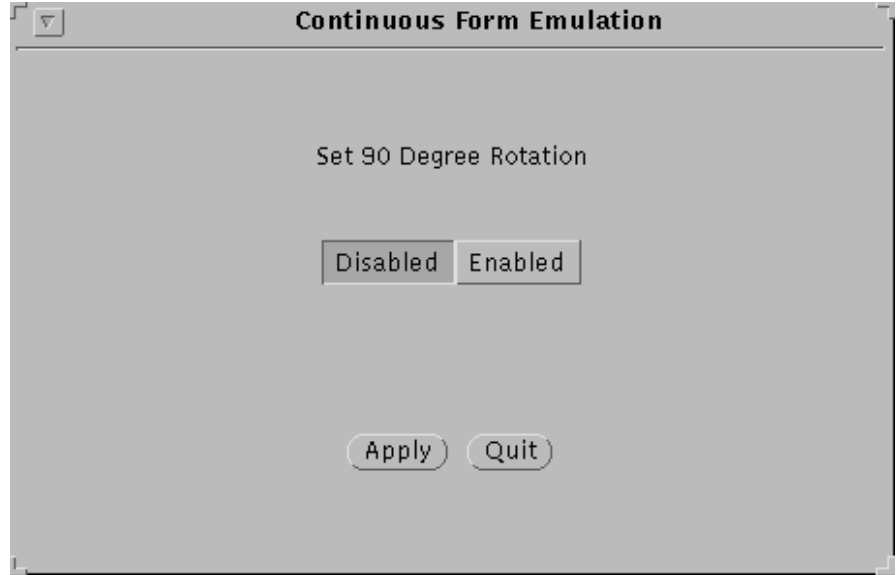 Continuous Form Emulation
Set 90 Degree Rotation
Disabled Enabled
Apply Quit